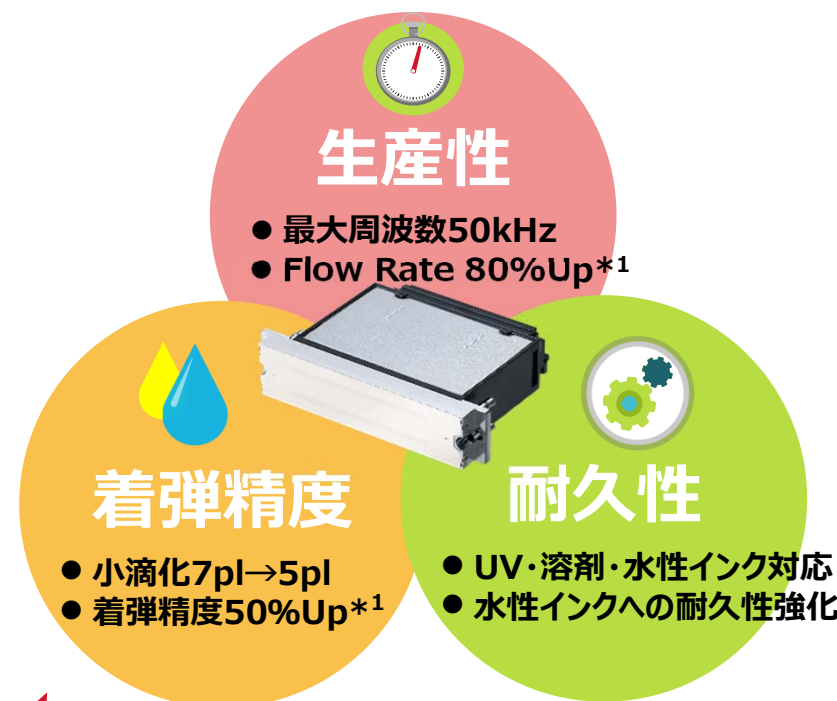 生産性
● 最大周波数50kHz
● Flow Rate 80%Up*1
着弾精度
● 小滴化7pl→5pl
● 着弾精度50%Up*1
耐久性
● UV・溶剤・水性インク対応
● 水性インクへの耐久性強化